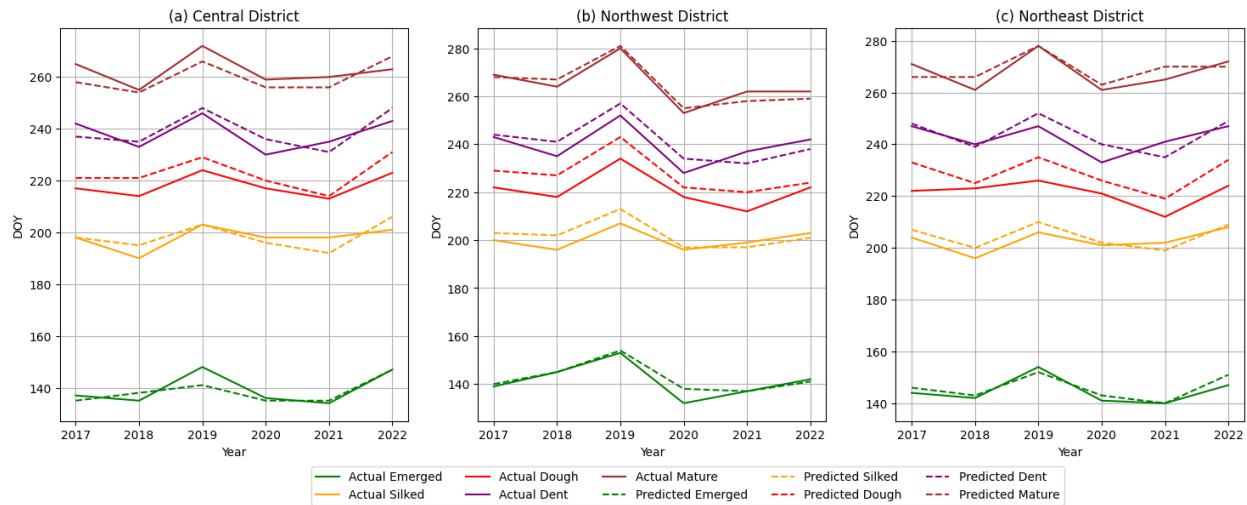 (a) Central District
(b) Northwest District
(c) Northeast District
DOY
260
240
220
200
180
160
140
2017 2018 2019 2020 2021 2022
Year
DOY
280
260
240
220
200
180
160
140
2017 2018 2019 2020 2021 2022
Year
DOY
280
260
240
220
200
180
160
140
2017 2018 2019 2020 2021 2022
Year
Actual Emerged Actual Dough Actual Mature Predicted Silked Predicted Dent
Actual Silked Actual Dent Predicted Emerged Predicted Dough Predicted Mature